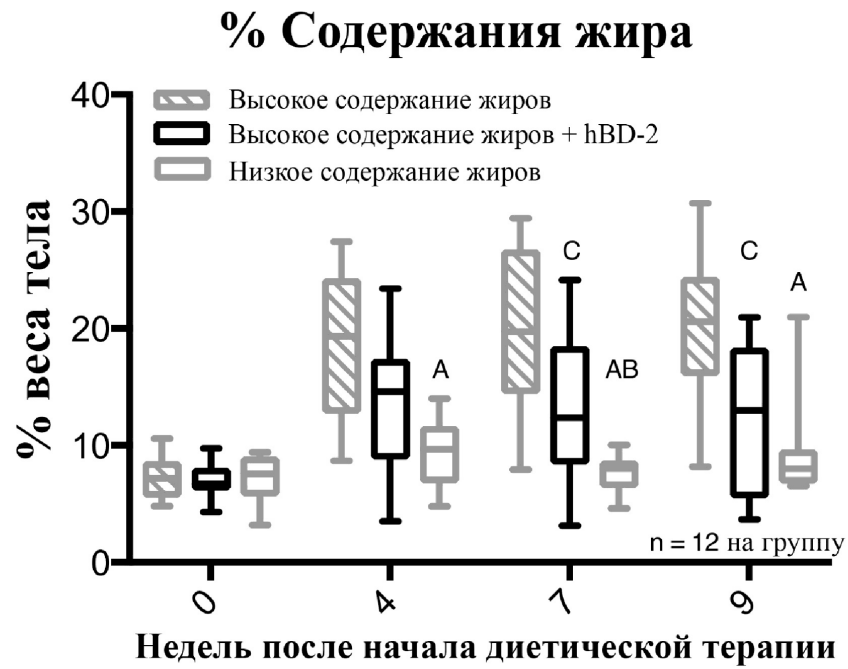 % Содержания жира
% веса тела
40
30
20
10
0
Высокое содержание жиров
Высокое содержание жиров + hBD-2
Низкое содержание жиров
A
C
AB
C
A
n = 12 на группу
0
4
7
9
Недель после начала диетической терапии